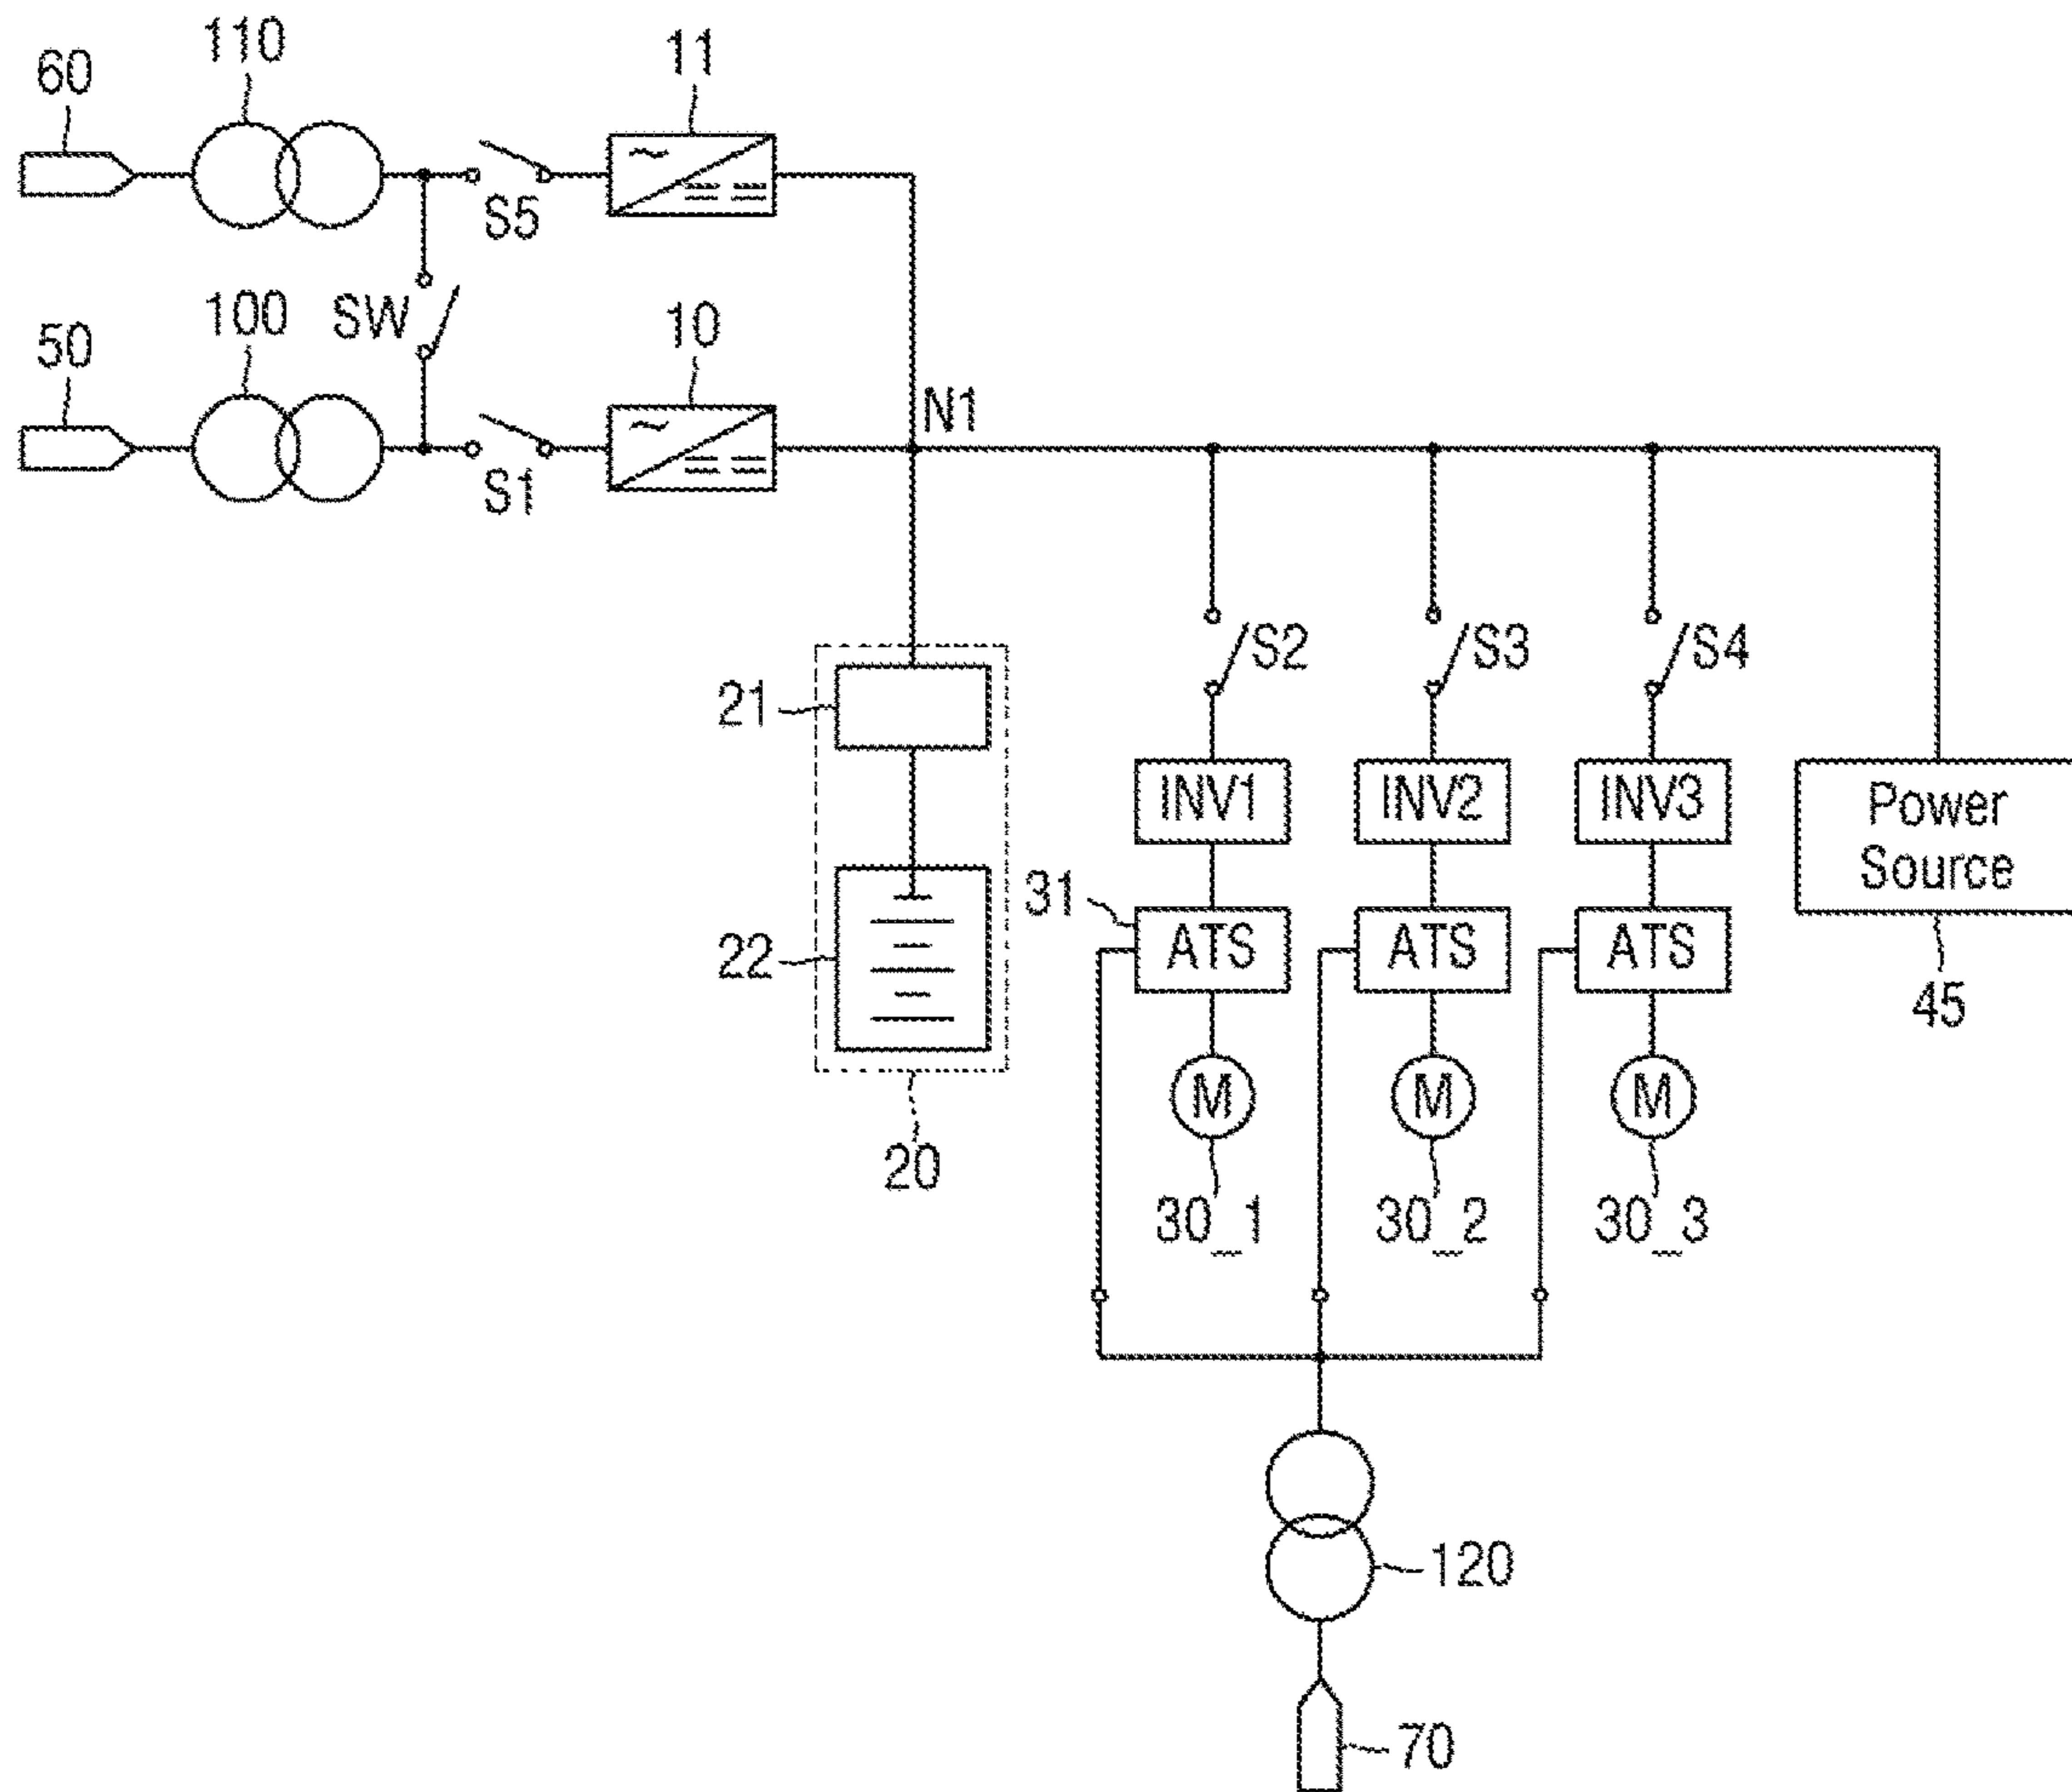 110
11
60
S5
100
SW
10
50
N1
S1
S2
S3
S4
21
INV1
INV2
INV3
Power
Source
31
ATS
ATS
ATS
22
45
M
M
M
20
30_1
30_2
30_3
120
70